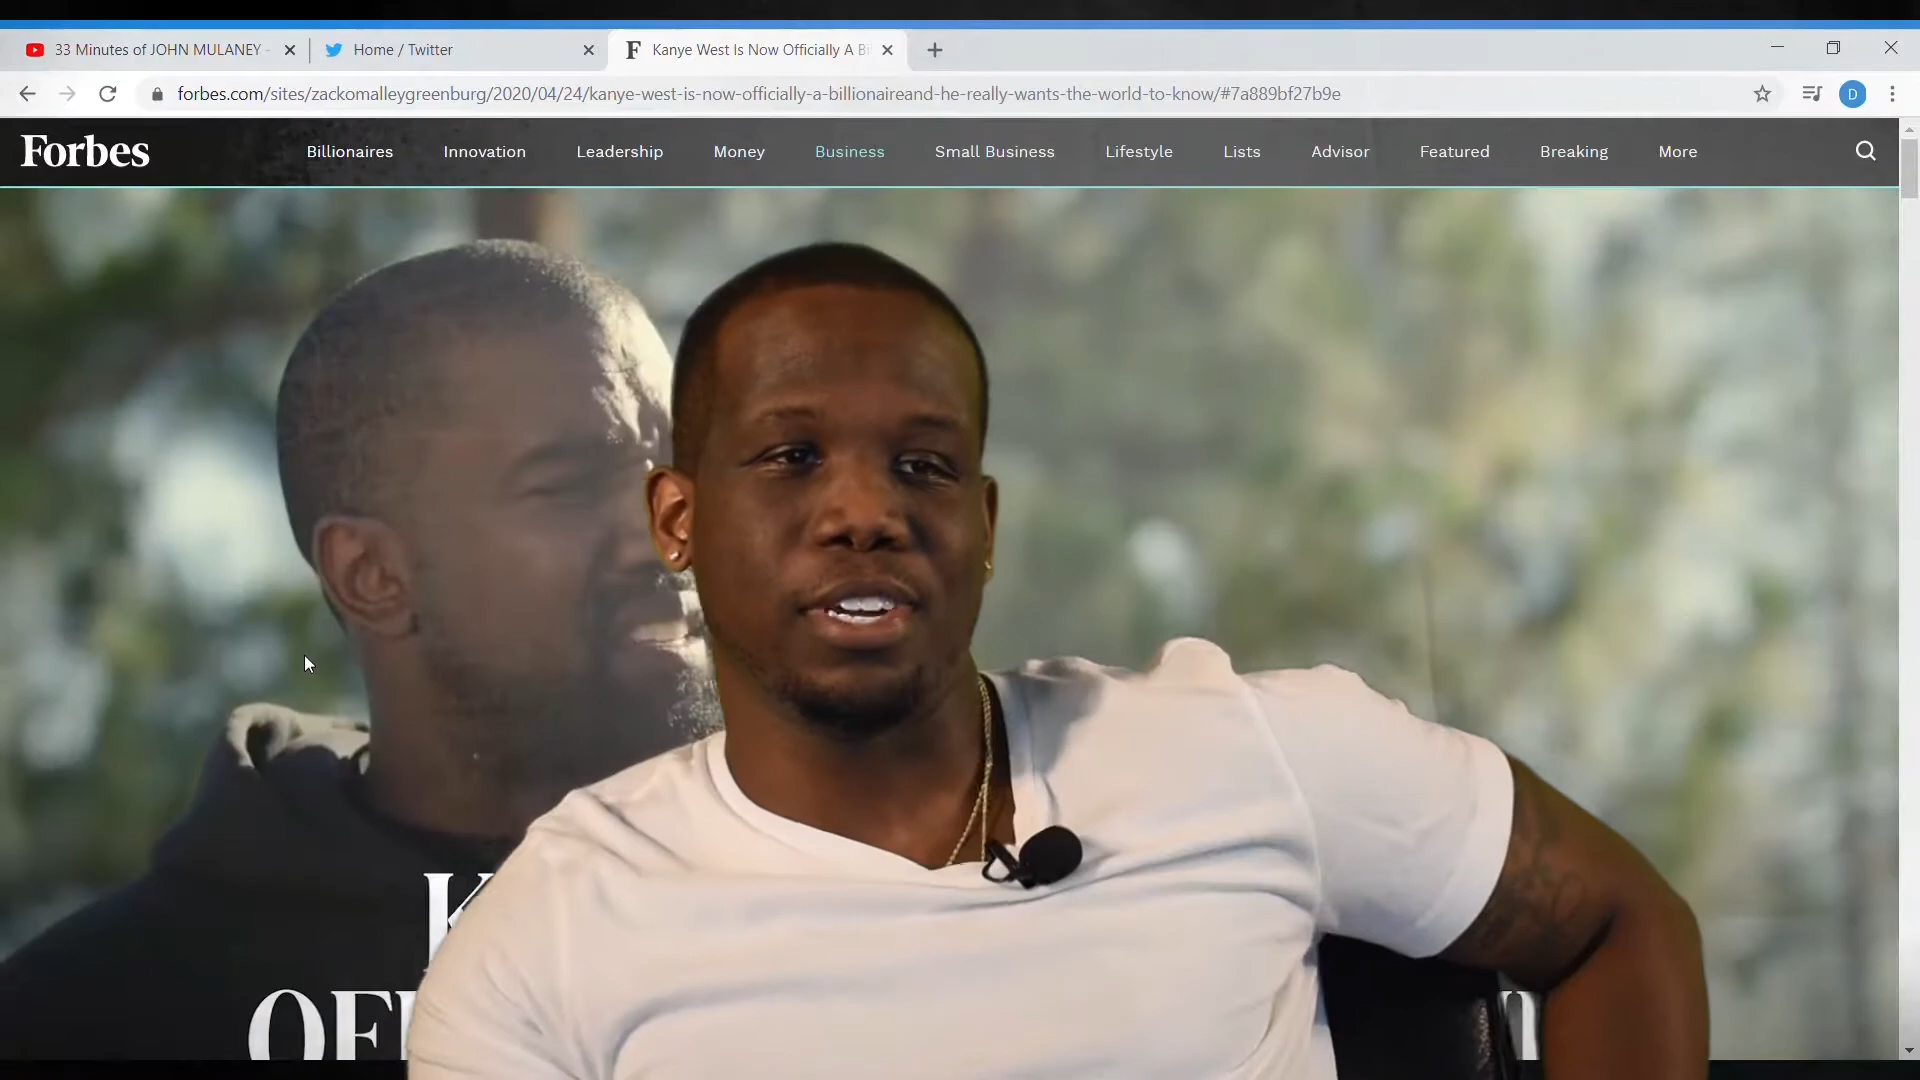 33 Minutes of JOHN MULANEY -
Home / Twitter
F
Kanye West Is Now Officially A Bi
forbes.com/sites/zackomalleygreenburg/2020/04/24/kanye-west-is-now-officially-a-billionaireand-he-really-wants-the-world-to-know/#7a889bf27b9e
D
Forbes
Billionaires
Innovation
Leadership
Money
Business
Small Business
Lifestyle
Lists
Advisor
Featured
Breaking
More
K
OF